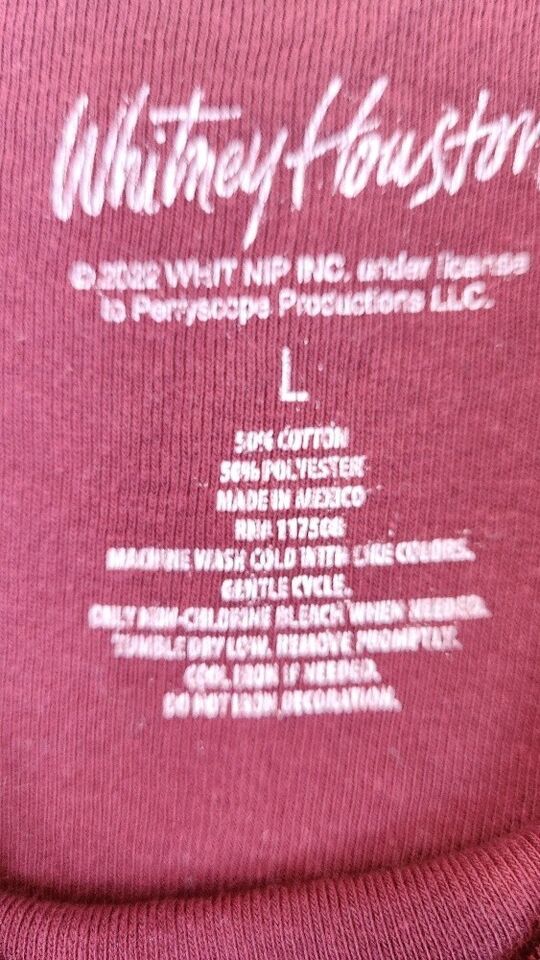 Whitney Houston
© 2022 WHIT NIP INC. under license
to Perryscope Productions LLC.
L
50% COTTON
50% POLYESTER
MADE IN MEXICO
RN#
MACHINE WASK COLD WITH LIKE COLORS.
GENTLE CYCLE.
ONLY NON-CHLORINE BLEACH WHEN NEEDED.
TUMBLE DRY LOW. REMOVE PROMPTLY.
COOL IRON IF NEEDED.
DO NOT IRON DECORATION.